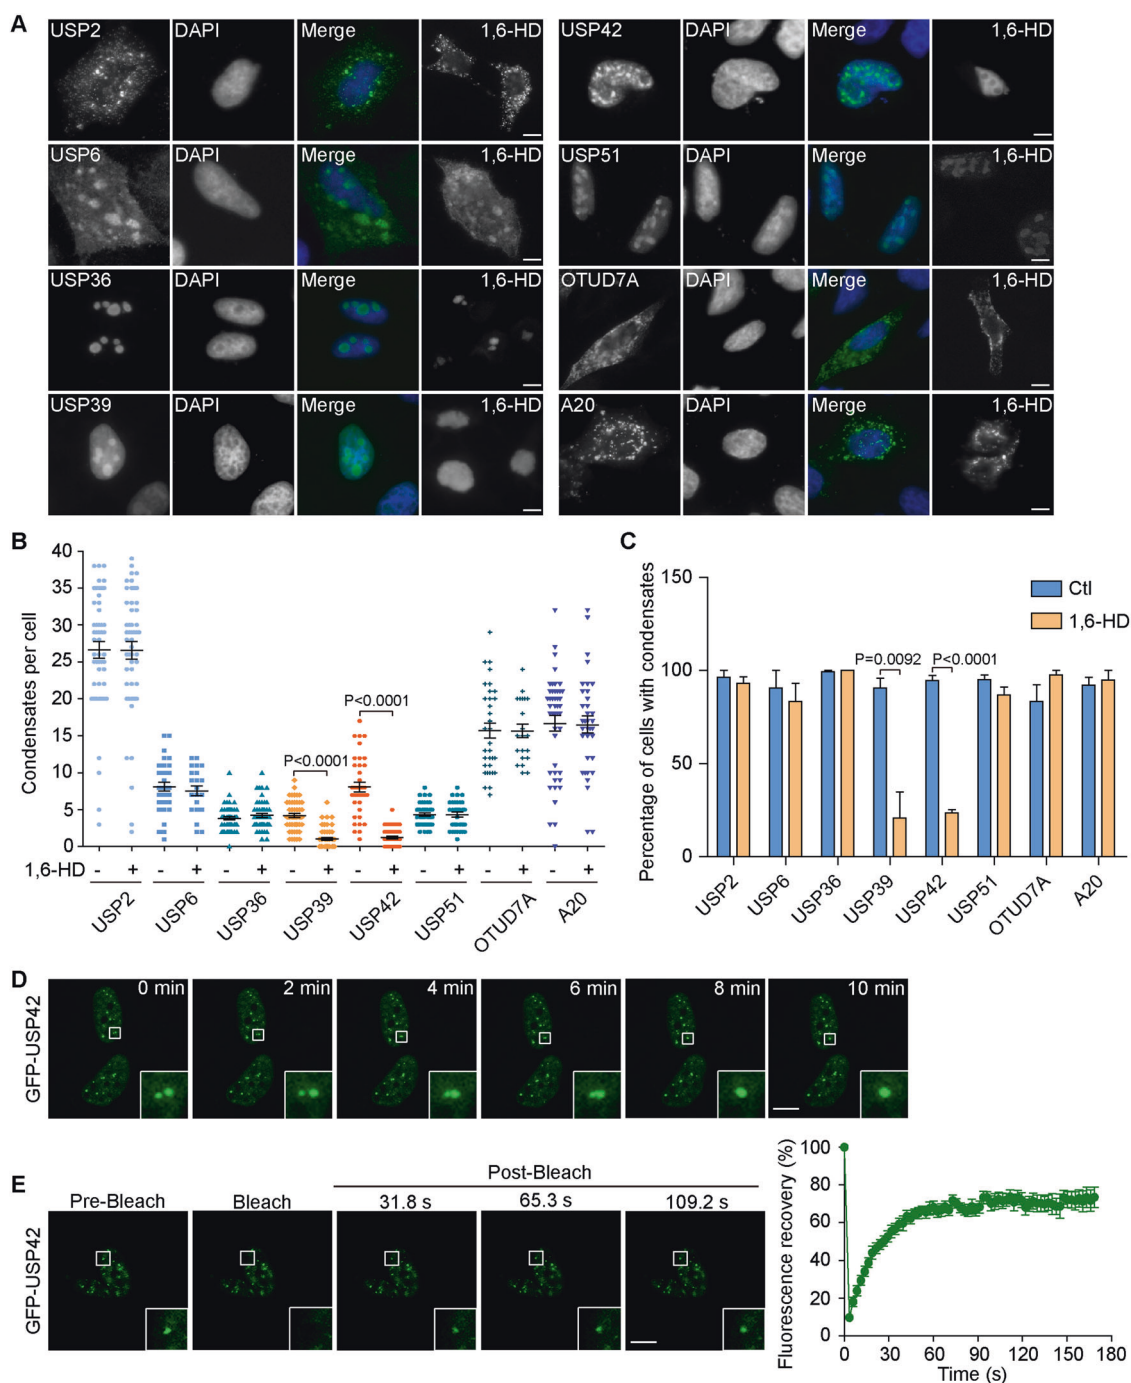 A
USP2 DAPI Merge 1,6-HD USP42 DAPI Merge 1,6-HD
USP6 DAPI Merge 1,6-HD USP51 DAPI Merge 1,6-HD
USP36 DAPI Merge 1,6-HD OTUD7A DAPI Merge 1,6-HD
USP39 DAPI Merge 1,6-HD A20 DAPI Merge 1,6-HD
B
Condensates per cell
40
35
30
25
20
15
10
5
0
P<0.0001
P<0.0001
1,6-HD - + - + - + - + - + - + - + - +
USP2 USP6 USP36 USP39 USP42 USP51 OTUD7A A20
C
Percentage of cells with condensates
150
100
50
0
Ctl
1,6-HD
P=0.0092 P<0.0001
USP2 USP6 USP36 USP39 USP42 USP51 OTUD7A A20
D
GFP-USP42
0 min 2 min 4 min 6 min 8 min 10 min
E
GFP-USP42
Post-Bleach
Pre-Bleach Bleach 31.8 s 65.3 s 109.2 s
Fluorescence recovery (%)
100
80
60
40
20
0
0 30 60 90 120 150 180
Time (s)